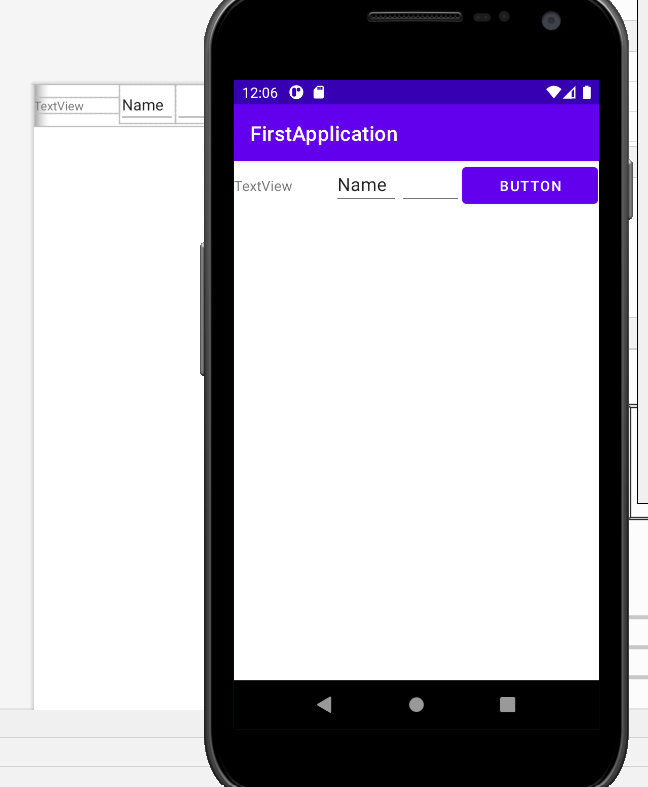 TextView Name
12:06
FirstApplication
TextView Name BUTTON